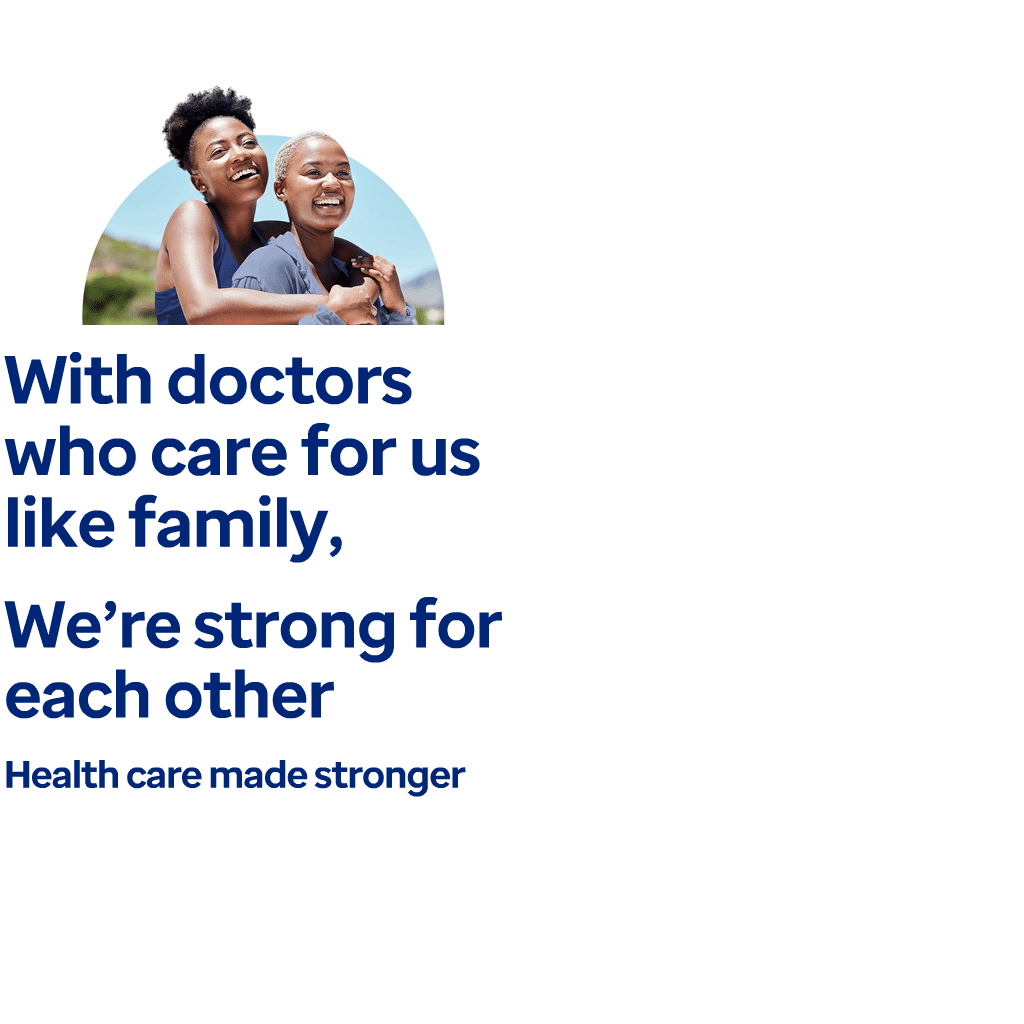 With doctors
who care for us
like family,
We’re strong for
each other
Health care made stronger